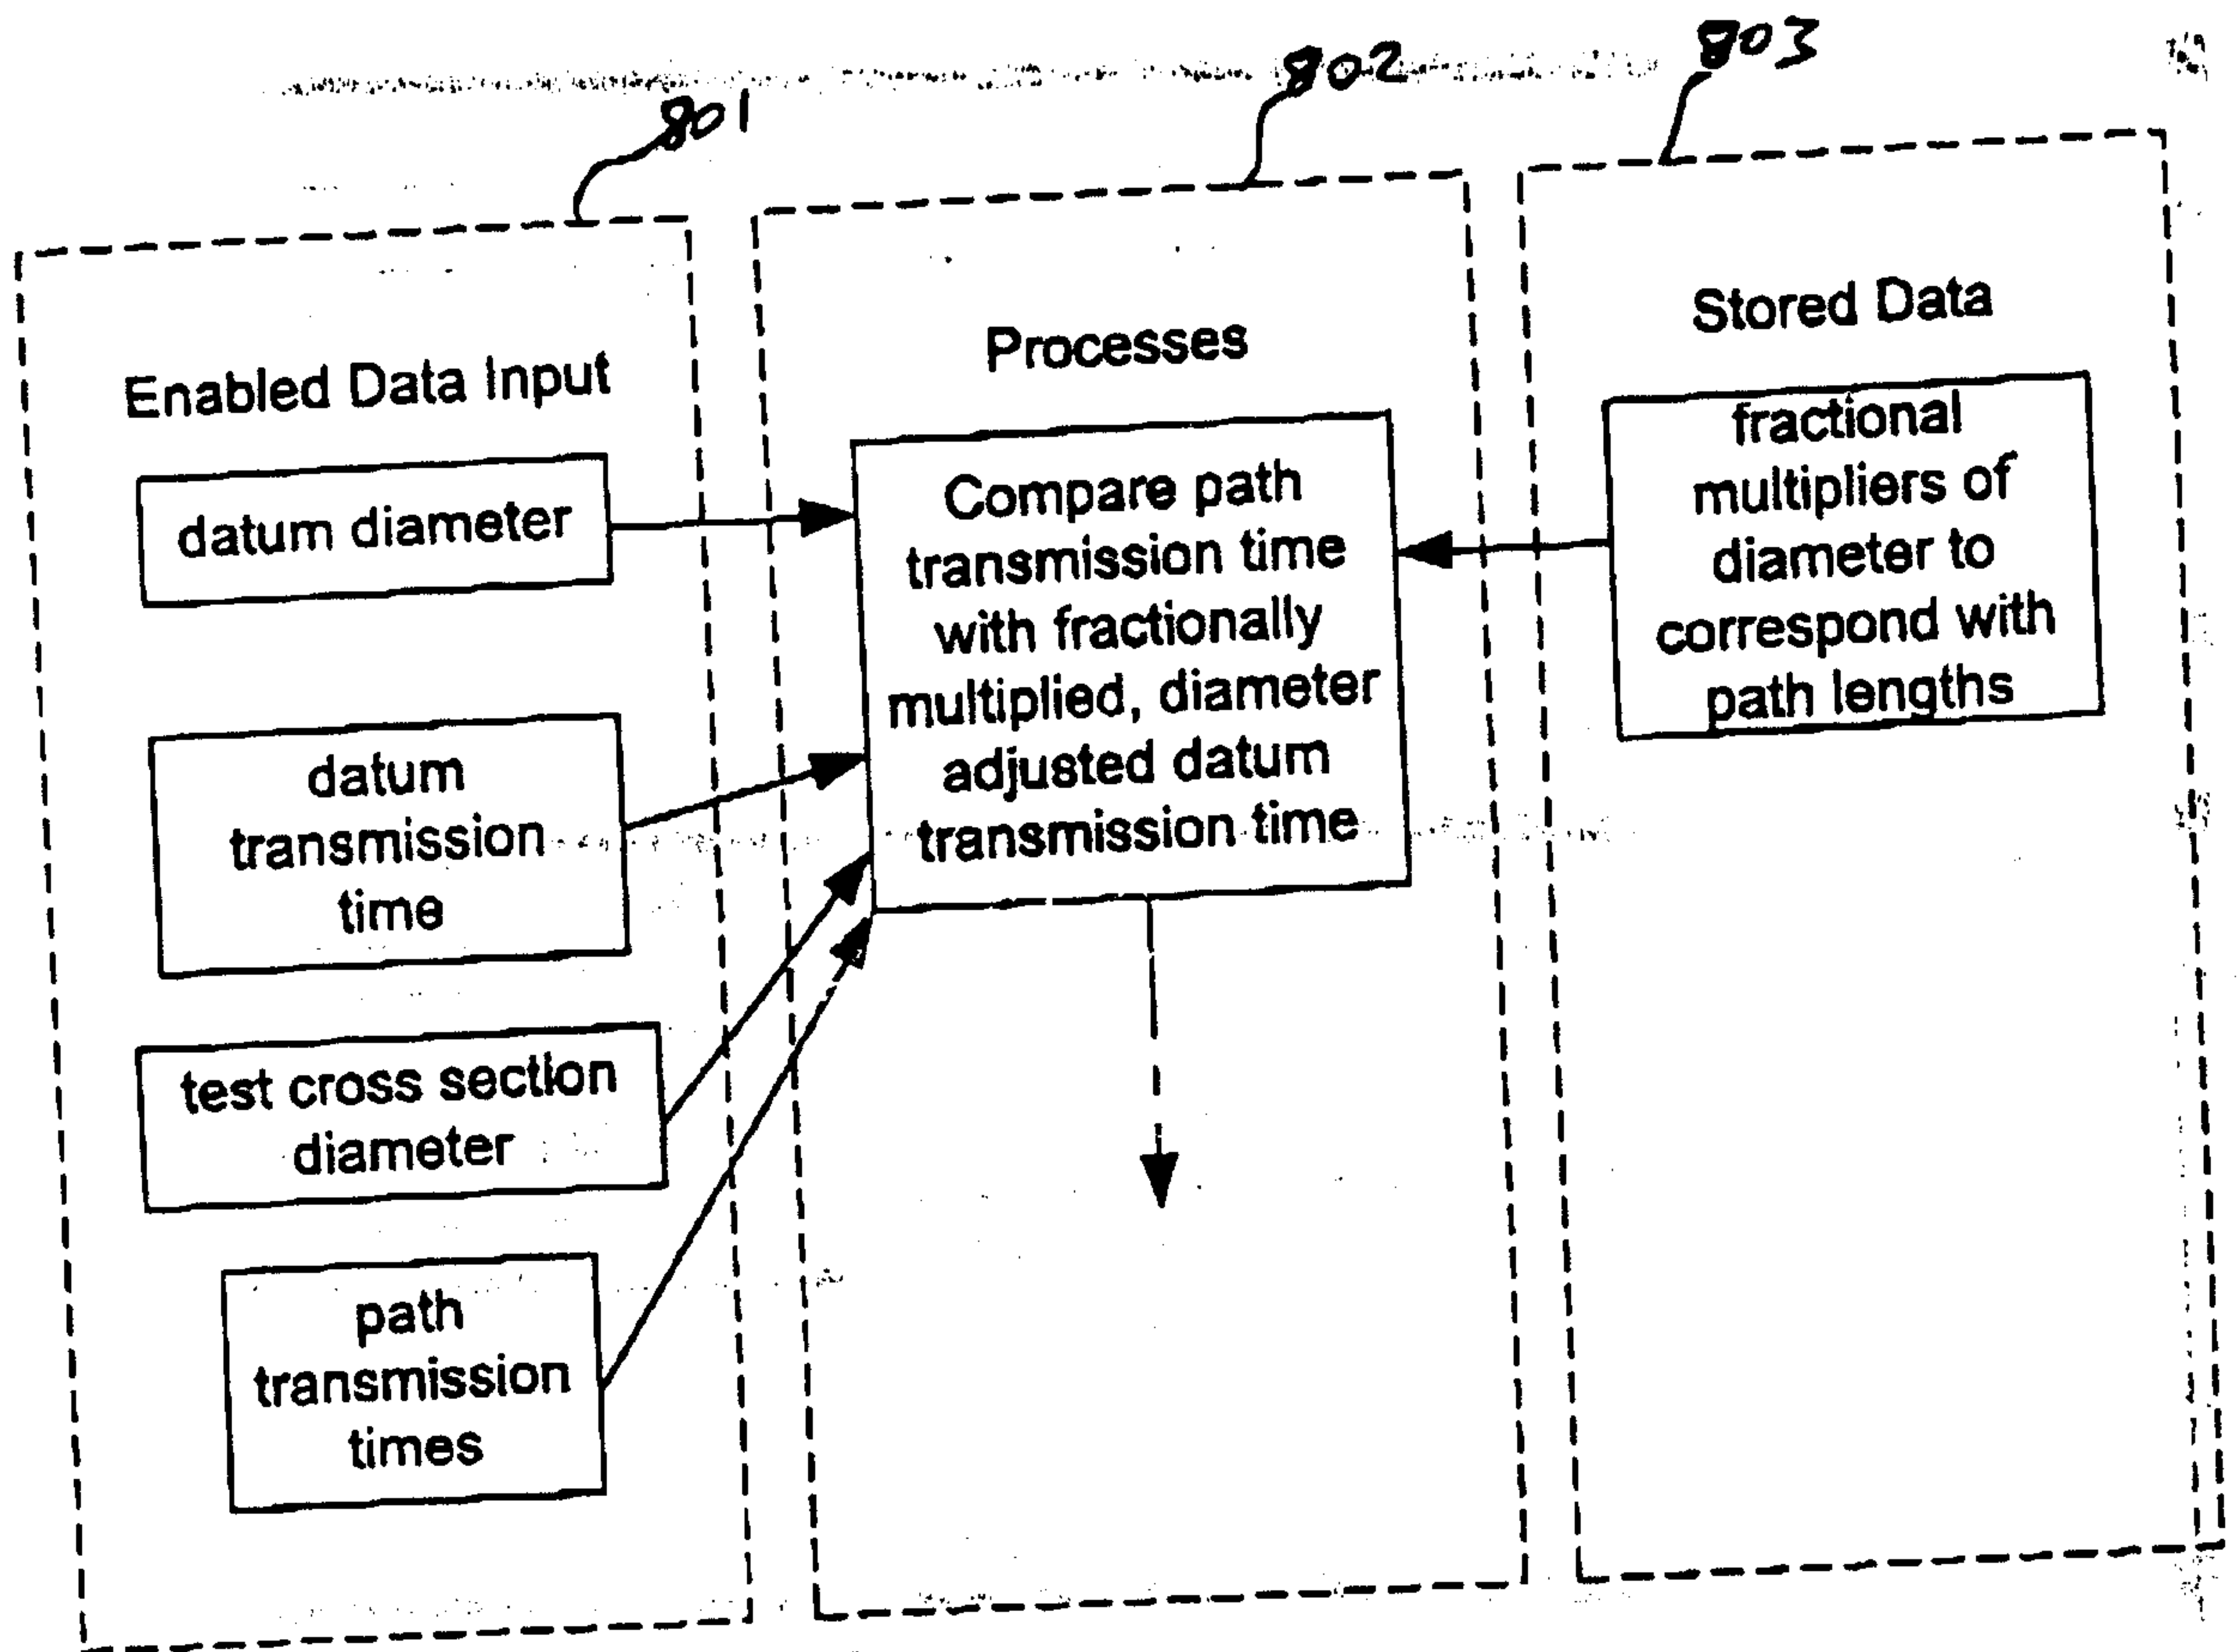 801
802
803
Enabled Data Input
datum diameter
datum
transmission
time
test cross section
diameter
path
transmission
times
Processes
Compare path
transmission time
with fractionally
multiplied, diameter
adjusted datum
transmission time
Stored Data
fractional
multipliers of
diameter to
correspond with
path lengths